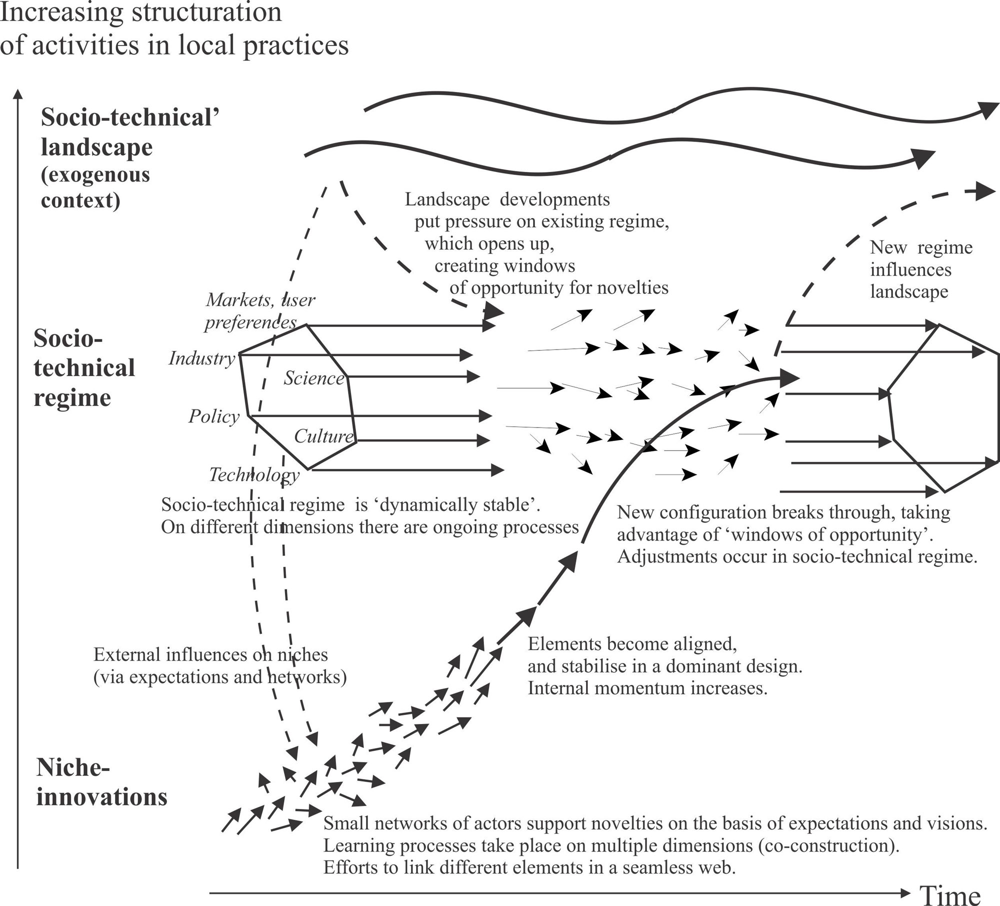 Increasing structuration
of activities in local practices
Socio-technical’
landscape
(exogenous
context)
Landscape developments
put pressure on existing regime,
which opens up,
creating windows
of opportunity for novelties
New regime
influences
landscape
Markets, user
preferences
Socio-
technical
regime
Industry
Science
Policy
Culture
Technology
Socio-technical regime is ‘dynamically stable’.
On different dimensions there are ongoing processes
New configuration breaks through, taking
advantage of ‘windows of opportunity’.
Adjustments occur in socio-technical regime.
External influences on niches
(via expectations and networks)
Elements become aligned,
and stabilise in a dominant design.
Internal momentum increases.
Niche-
innovations
Small networks of actors support novelties on the basis of expectations and visions.
Learning processes take place on multiple dimensions (co-construction).
Efforts to link different elements in a seamless web.
Time